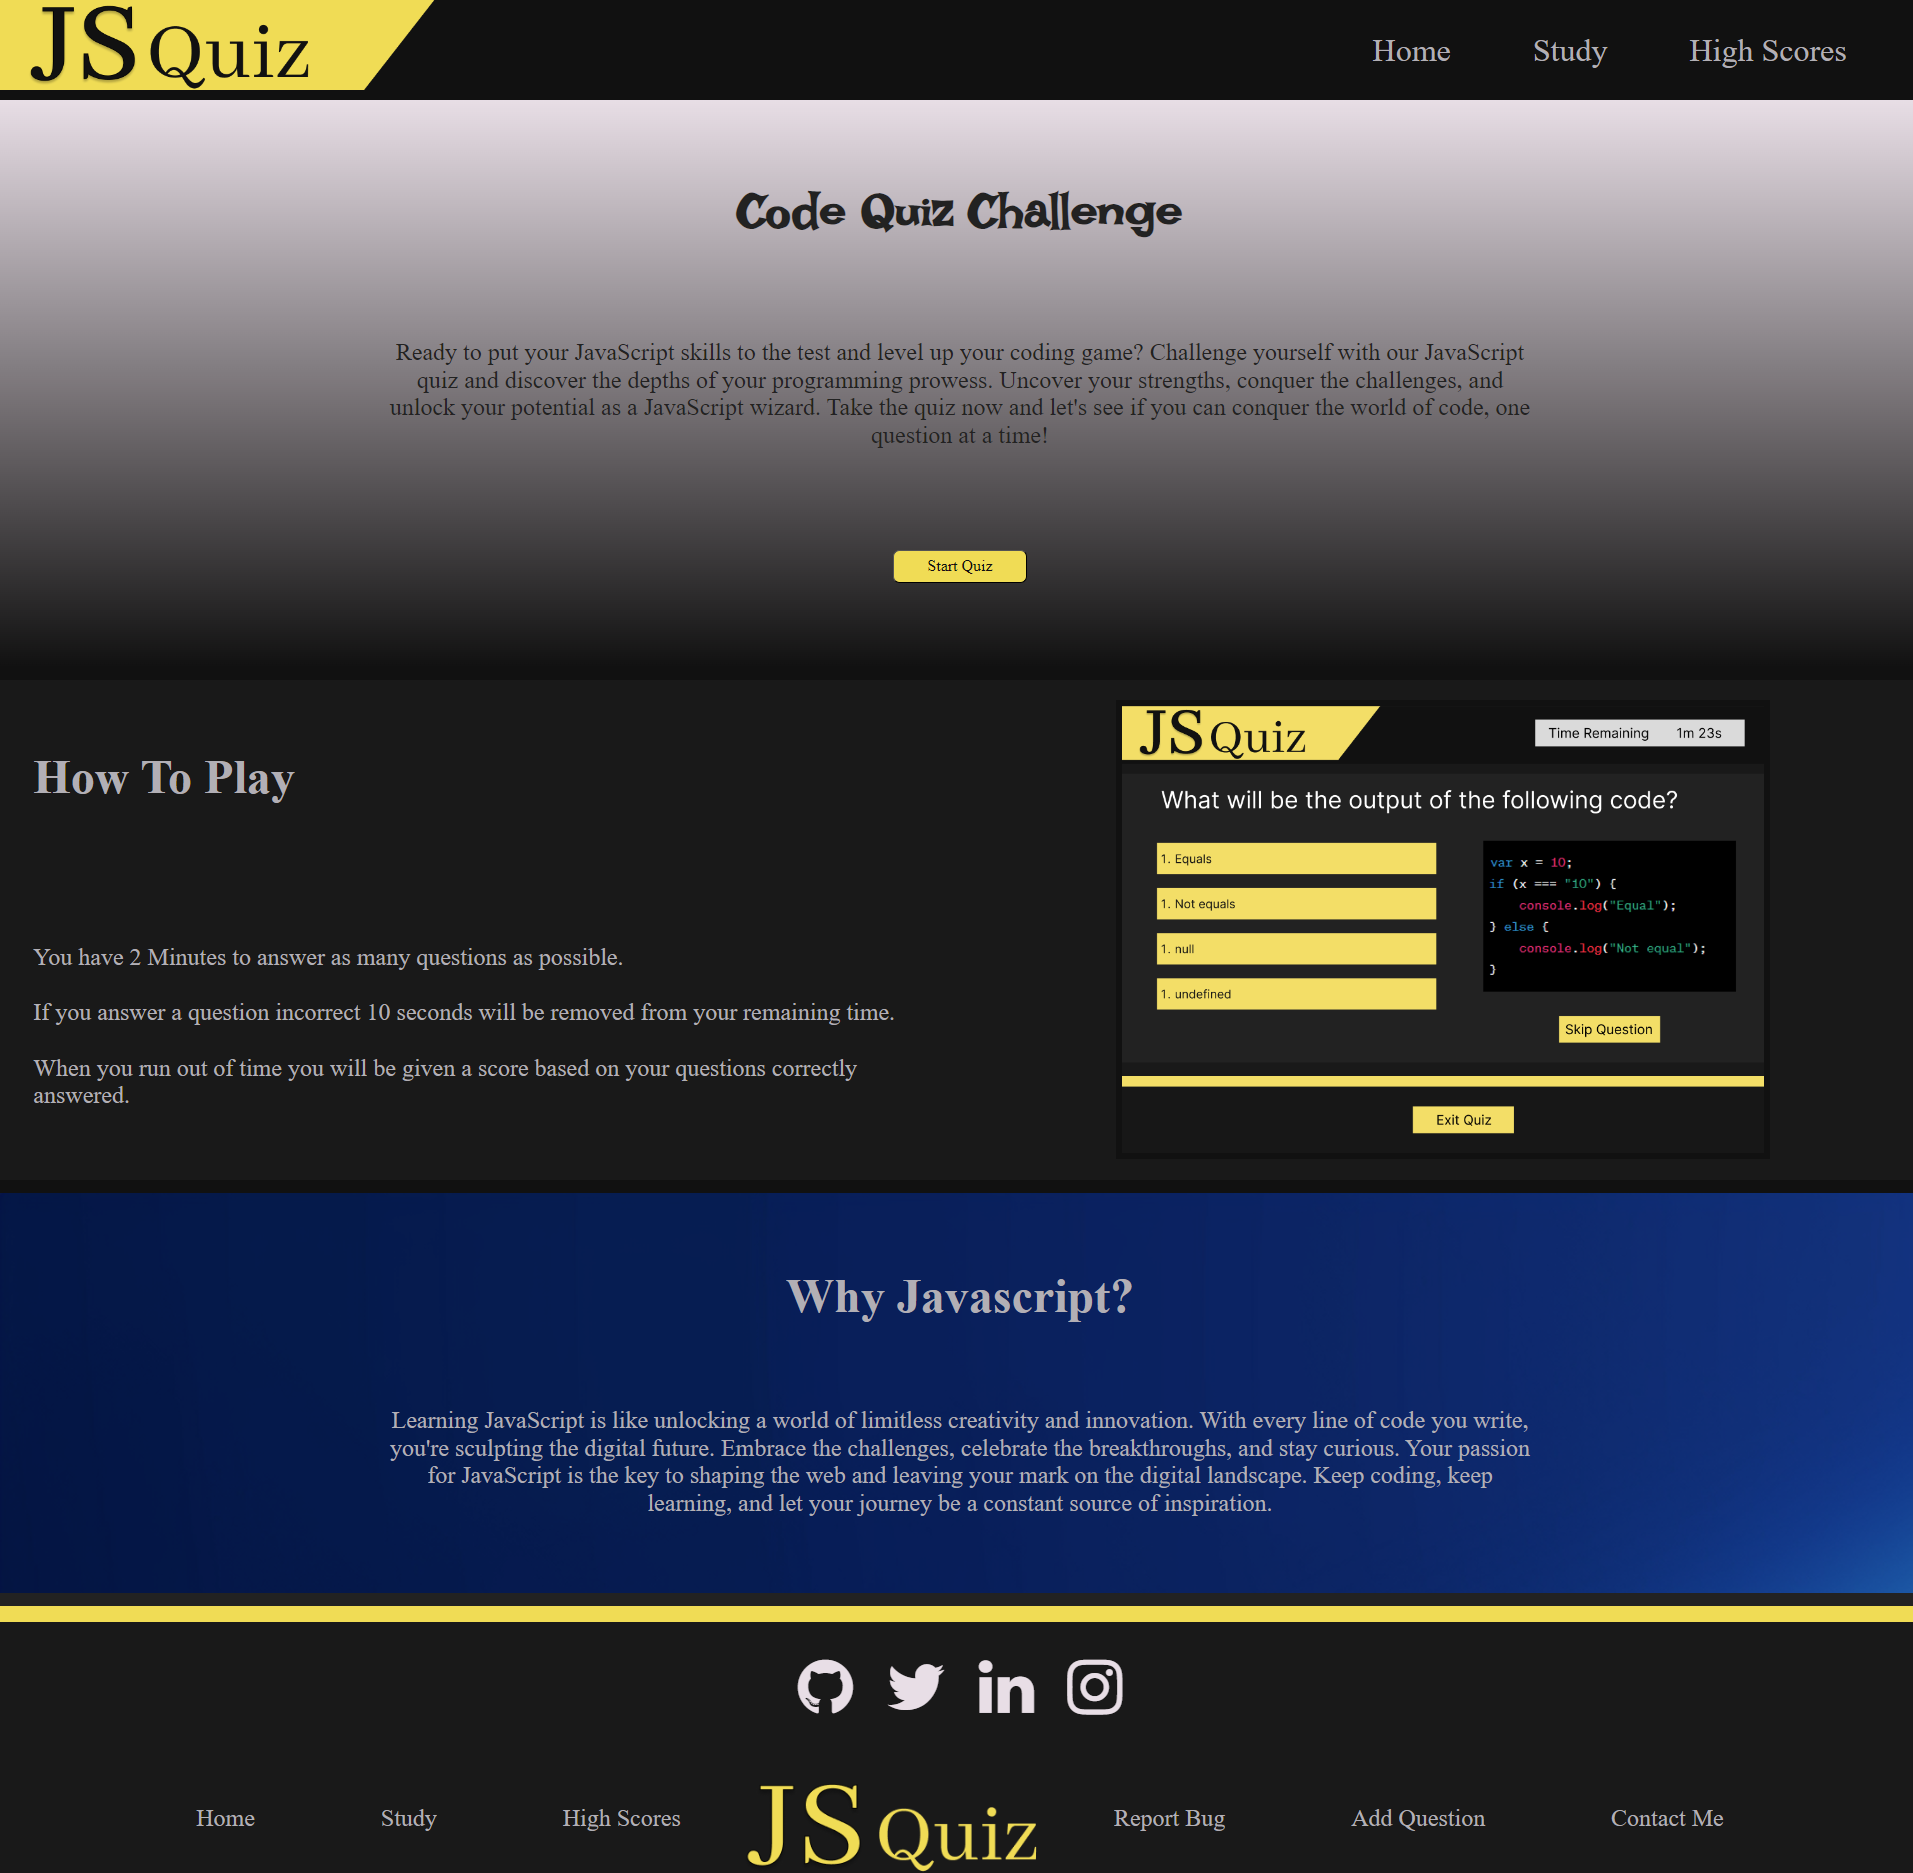 JS Quiz
Home Study High Scores
Code Quiz Challenge
Ready to put your JavaScript skills to the test and level up your coding game? Challenge yourself with our JavaScript
quiz and discover the depths of your programming prowess. Uncover your strengths, conquer the challenges, and
unlock your potential as a JavaScript wizard. Take the quiz now and let's see if you can conquer the world of code, one
question at a time!
Start Quiz
How To Play
You have 2 Minutes to answer as many questions as possible.
If you answer a question incorrect 10 seconds will be removed from your remaining time.
When you run out of time you will be given a score based on your questions correctly
answered.
JS Quiz
Time Remaining 1m 23s
What will be the output of the following code?
1. Equals
1. Not equals
1. null
1. undefined
var x = 10;
if (x === "10") {
    console.log("Equal");
} else {
    console.log("Not equal");
}
Skip Question
Exit Quiz
Why Javascript?
Learning JavaScript is like unlocking a world of limitless creativity and innovation. With every line of code you write,
you're sculpting the digital future. Embrace the challenges, celebrate the breakthroughs, and stay curious. Your passion
for JavaScript is the key to shaping the web and leaving your mark on the digital landscape. Keep coding, keep
learning, and let your journey be a constant source of inspiration.
in
Home Study High Scores JS Quiz Report Bug Add Question Contact Me